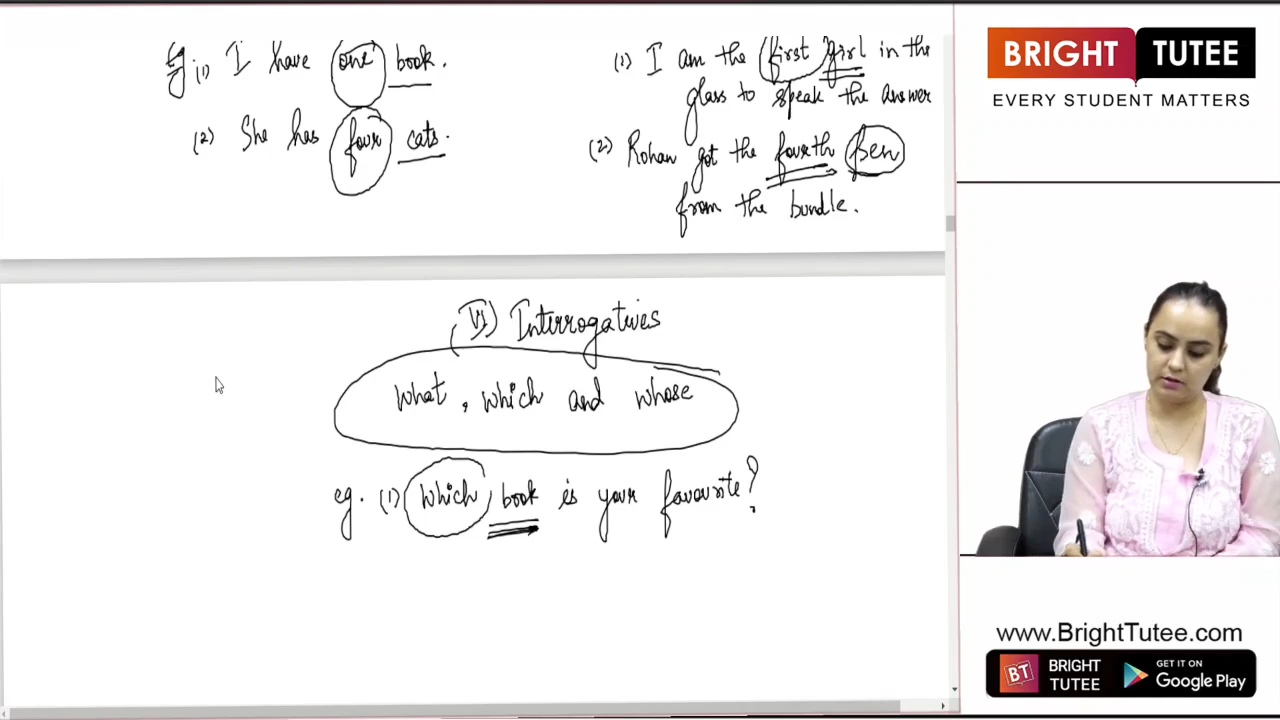 Eg (1) I have one book.
(2) She has four cats.
(1) I am the first girl in the
glass to speak the answer
(2) Rohan got the fourth pen
from the bundle.
(VI) Interrogatives
What, which and whose
eg. (1) Which book is your favourite?
BRIGHT TUTEE
EVERY STUDENT MATTERS
www.BrightTutee.com
BT BRIGHT TUTEE
GET IT ON
Google Play